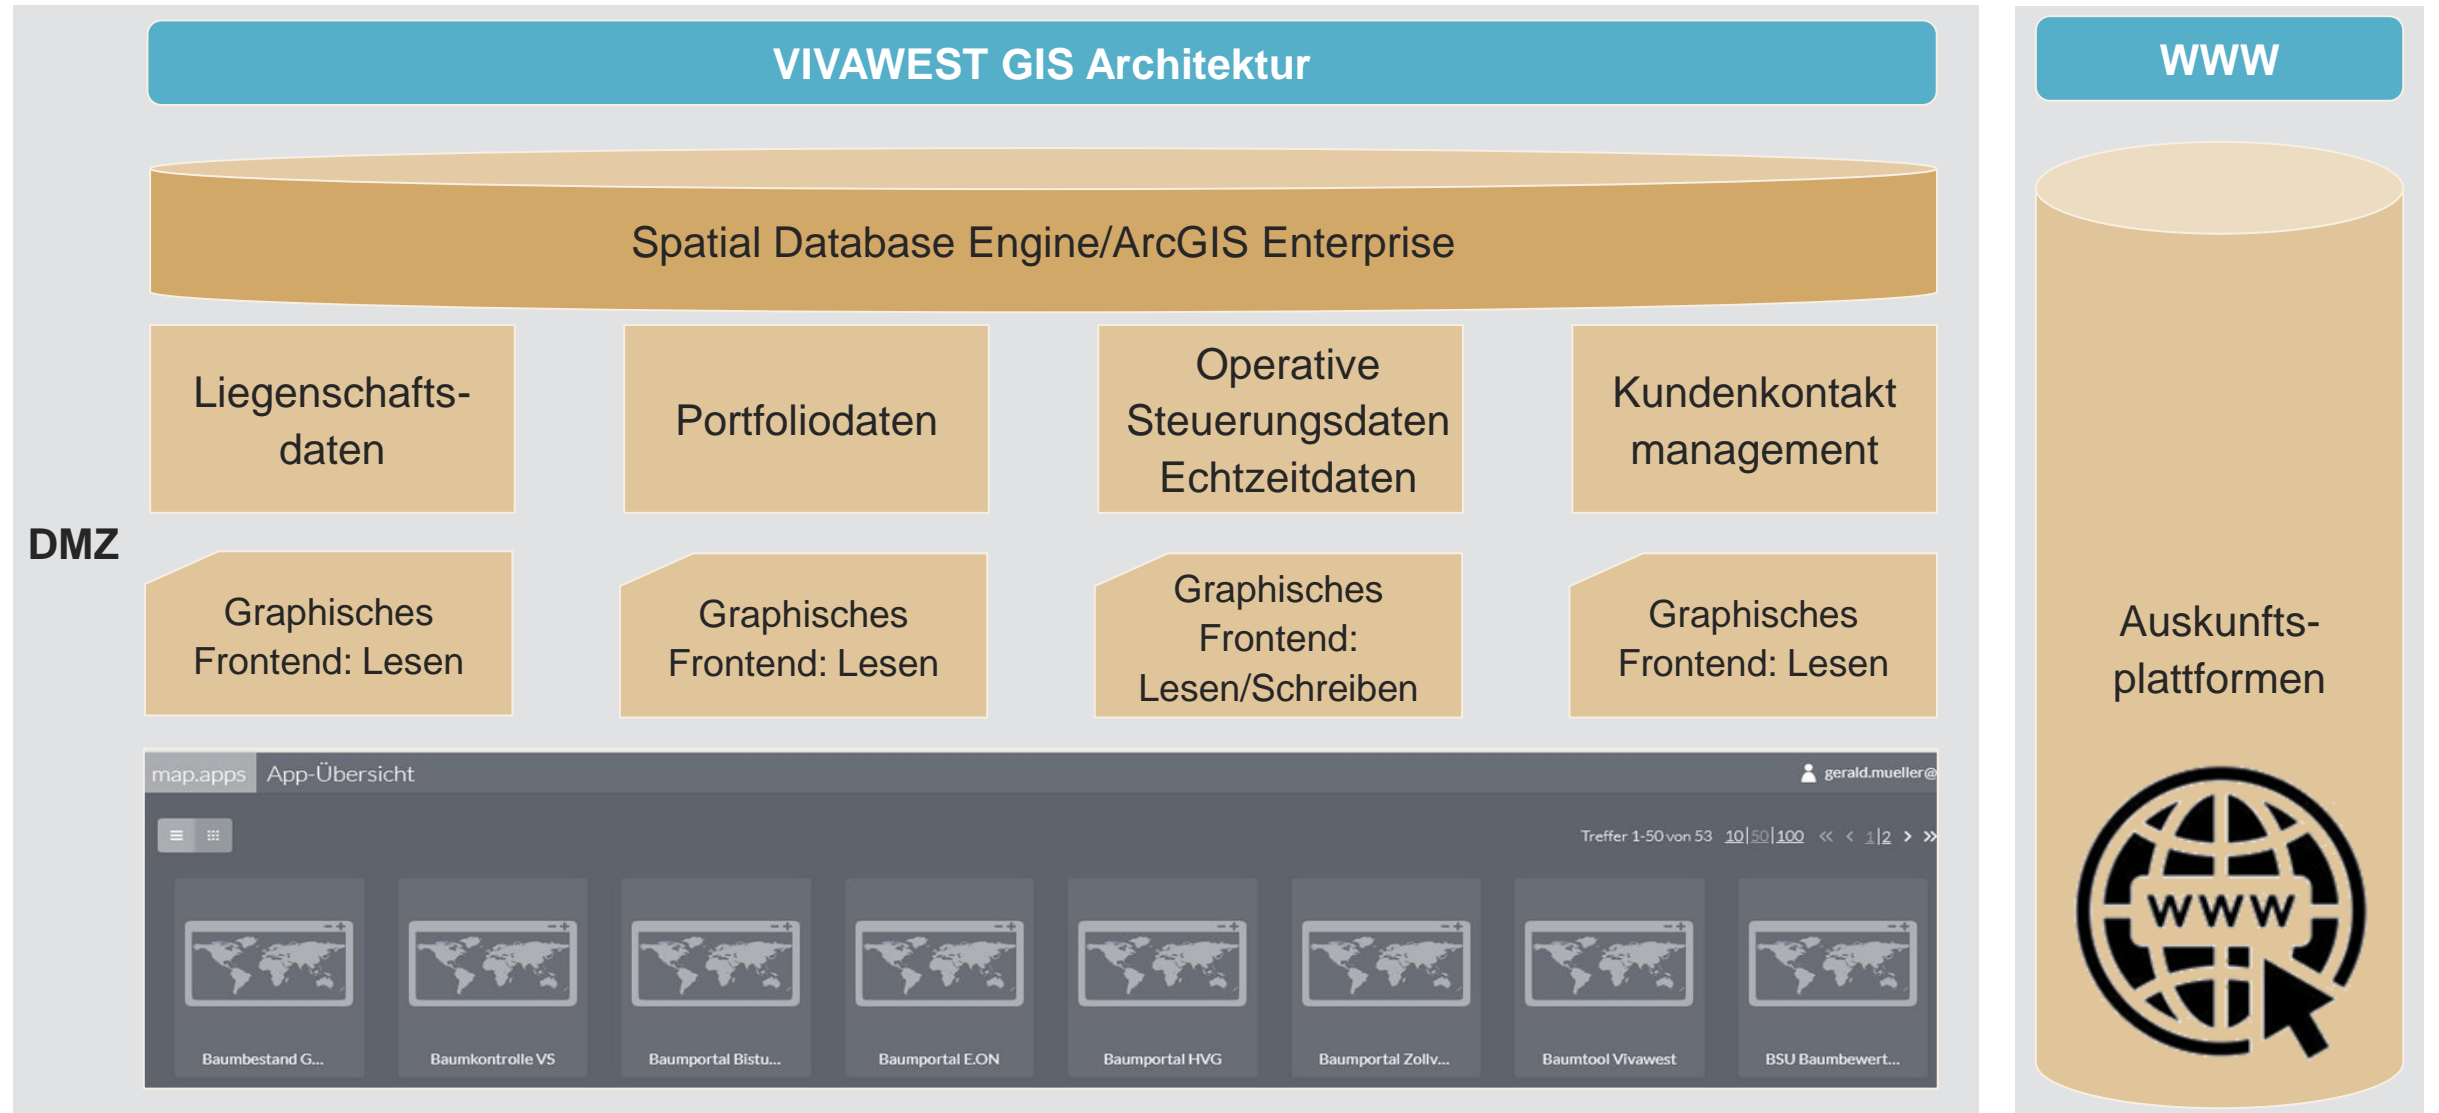 VIVAWEST GIS Architektur
WWW
Spatial Database Engine/ArcGIS Enterprise
Liegenschafts-
daten
Portfoliodaten
Operative
Steuerungsdaten
Echtzeitdaten
Kundenkontakt
management
DMZ
Graphisches
Frontend: Lesen
Graphisches
Frontend: Lesen
Graphisches
Frontend:
Lesen/Schreiben
Graphisches
Frontend: Lesen
Auskunfts-
plattformen
map.apps App-Übersicht gerald.mueller@
Treffer 1-50 von 53 10|50|100 « < 1|2 > »
Baumbestand G...
Baumkontrolle VS
Baumportal Bistu...
Baumportal E.ON
Baumportal HVG
Baumportal Zollv...
Baumtool Vivawest
BSU Baumbewert...
WWW